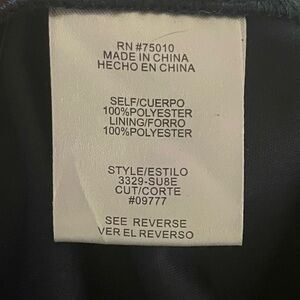 RN #75010
MADE IN CHINA
HECHO EN CHINA
SELF/CUERPO
100%POLYESTER
LINING/FORRO
100%POLYESTER
STYLE/ESTILO
3329-SU8E
CUT/CORTE
#09777
SEE REVERSE
VER EL REVERSO